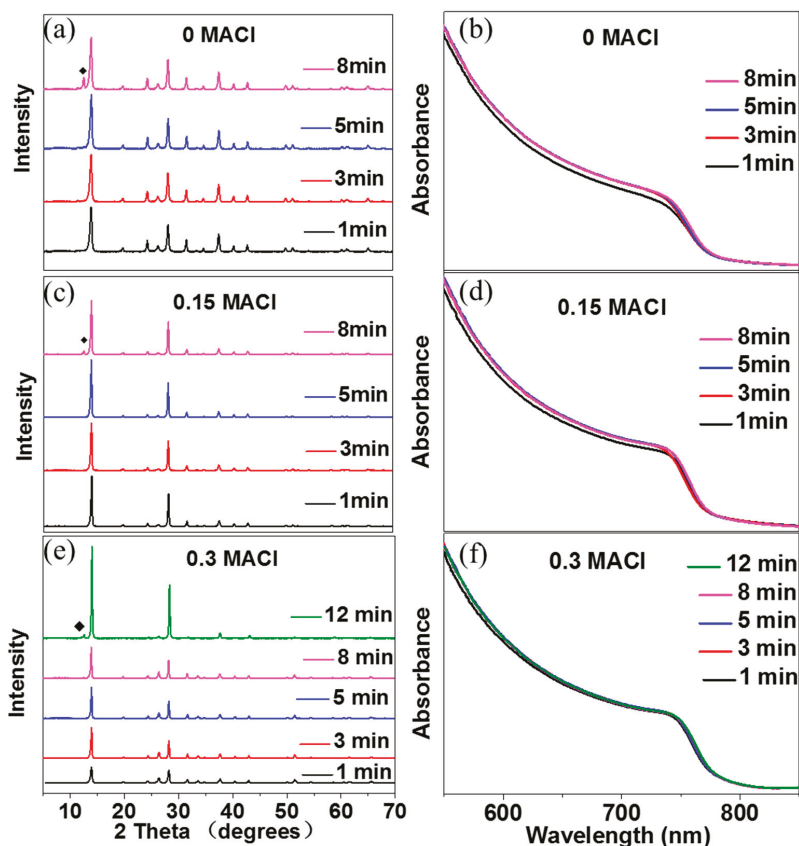 (a)
0 MACl
8min
5min
3min
1min
Intensity
(b)
0 MACl
8min
5min
3min
1min
Absorbance
(c)
0.15 MACl
8min
5min
3min
1min
Intensity
(d)
0.15 MACl
8min
5min
3min
1min
Absorbance
(e)
0.3 MACl
12 min
8 min
5 min
3 min
1 min
Intensity
10 20 30 40 50 60 70
2 Theta （degrees）
(f)
0.3 MACl
12 min
8 min
5 min
3 min
1 min
Absorbance
600 700 800
Wavelength (nm)